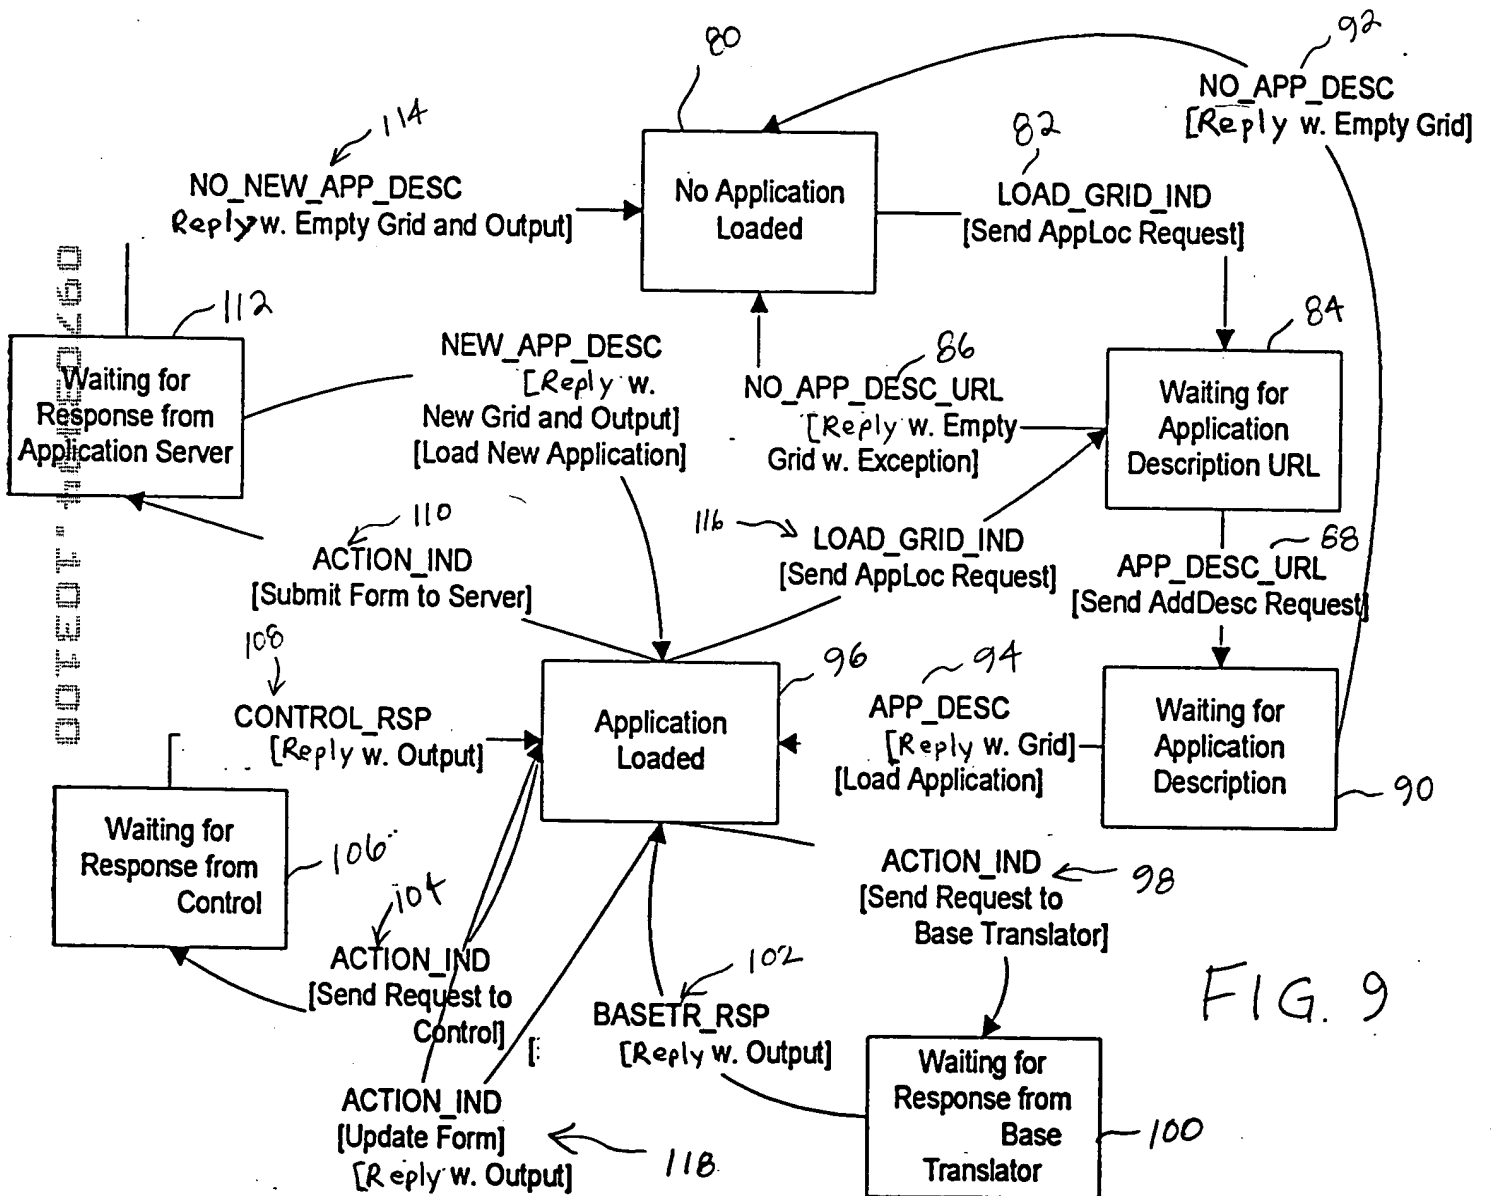 92
NO_APP_DESC
[Reply w. Empty Grid]
80
114
NO_NEW_APP_DESC
Reply w. Empty Grid and Output]
No Application
Loaded
82
LOAD_GRID_IND
[Send AppLoc Request]
112
Waiting for
Response from
Application Server
NEW_APP_DESC
[Reply w.
New Grid and Output]
[Load New Application]
86
NO_APP_DESC_URL
[Reply w. Empty
Grid w. Exception]
84
Waiting for
Application
Description URL
110
ACTION_IND
[Submit Form to Server]
116
LOAD_GRID_IND
[Send AppLoc Request]
68
APP_DESC_URL
[Send AddDesc Request]
108
CONTROL_RSP
[Reply w. Output]
96
Application
Loaded
94
APP_DESC
[Reply w. Grid]
[Load Application]
Waiting for
Application
Description
90
Waiting for
Response from
Control
106
104
ACTION_IND
[Send Request to
Control]
[
ACTION_IND
[Send Request to
Base Translator]
98
102
BASETR_RSP
[Reply w. Output]
ACTION_IND
[Update Form]
[Reply w. Output]
118
Waiting for
Response from
Base
Translator
100
FIG. 9